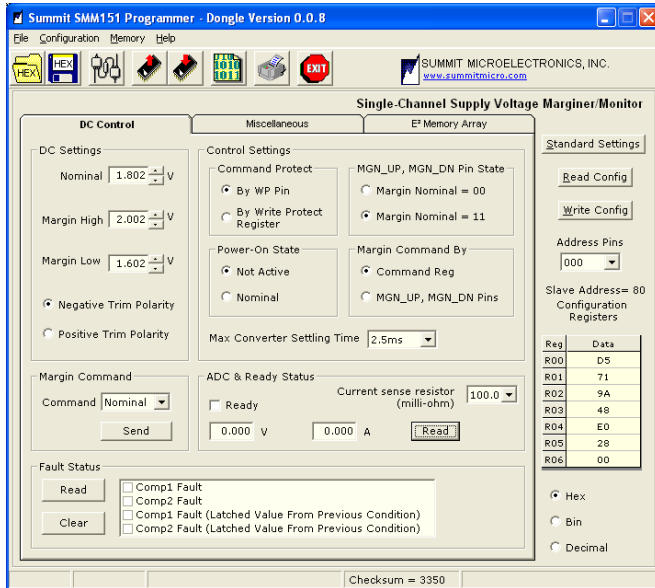 Summit SMM151 Programmer - Dongle Version 0.0.8
File Configuration Memory Help
HEX HEX 010 1010 1011 EXIT
SUMMIT MICROELECTRONICS, INC.
www.summitmicro.com
Single-Channel Supply Voltage Marginer/Monitor
DC Control Miscellaneous E² Memory Array
DC Settings
Nominal 1.802 V
Margin High 2.002 V
Margin Low 1.602 V
Negative Trim Polarity
Positive Trim Polarity
Control Settings
Command Protect
By WP Pin
By Write Protect
Register
MGN_UP, MGN_DN Pin State
Margin Nominal = 00
Margin Nominal = 11
Power-On State
Not Active
Nominal
Margin Command By
Command Reg
MGN_UP, MGN_DN Pins
Max Converter Settling Time 2.5ms
Margin Command
Command Nominal
Send
ADC & Ready Status
Ready
Current sense resistor
(milli-ohm)
100.0
0.000 V 0.000 A Read
Fault Status
Read
Clear
Comp1 Fault
Comp2 Fault
Comp1 Fault (Latched Value From Previous Condition)
Comp2 Fault (Latched Value From Previous Condition)
Standard Settings
Read Config
Write Config
Address Pins
000
Slave Address= 80
Configuration
Registers
Reg Data
R00 D5
R01 71
R02 9A
R03 48
R04 E0
R05 28
R06 00
Hex
Bin
Decimal
Checksum = 3350